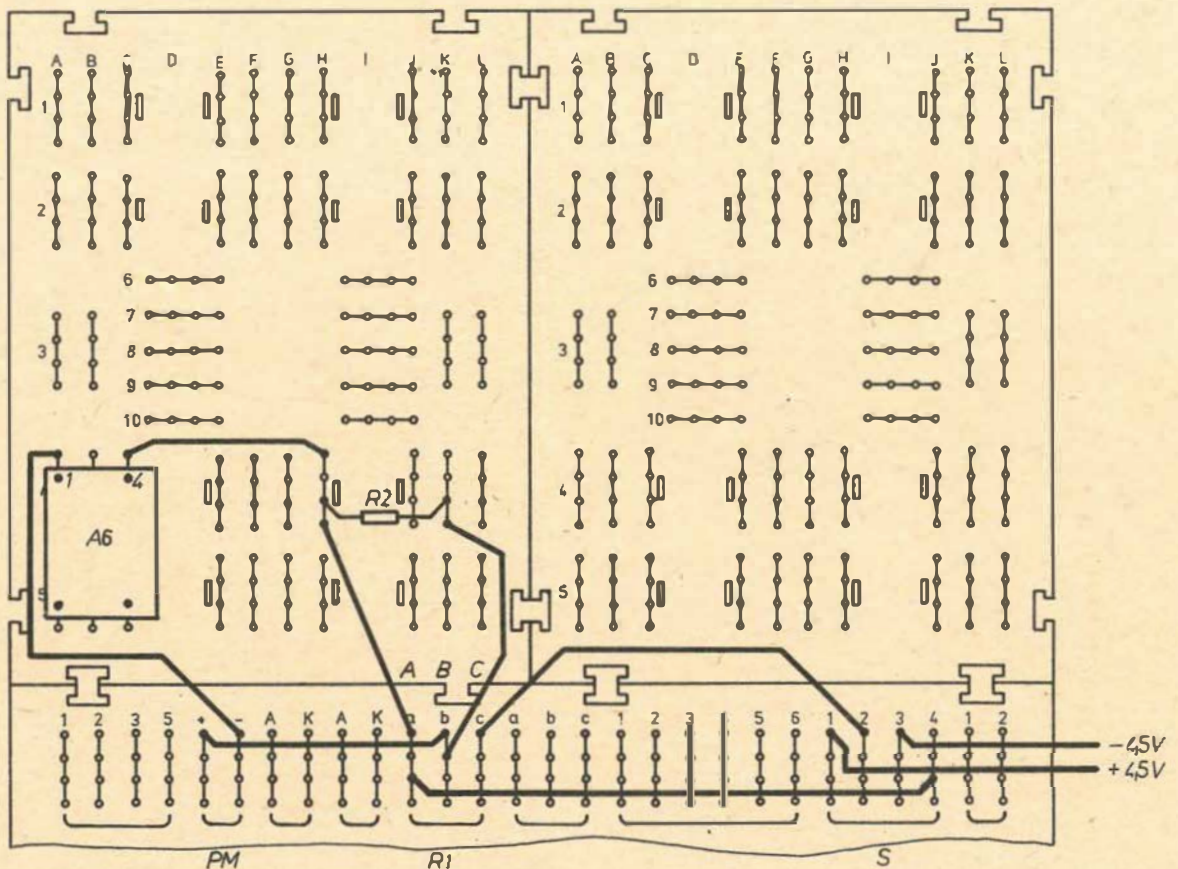 A B C D E F G H I J K L A B C D E F G H I J K L
1 1
2 2
6 6
7 7
3 8 3 8
9 9
10 10
1 4 4
R2
A6
5 5
A B C
1 2 3 5 + - A K A K a b c a b c 1 2 3 5 6 1 2 3 4 1 2
-4,5V
+4,5V
PM R1 S